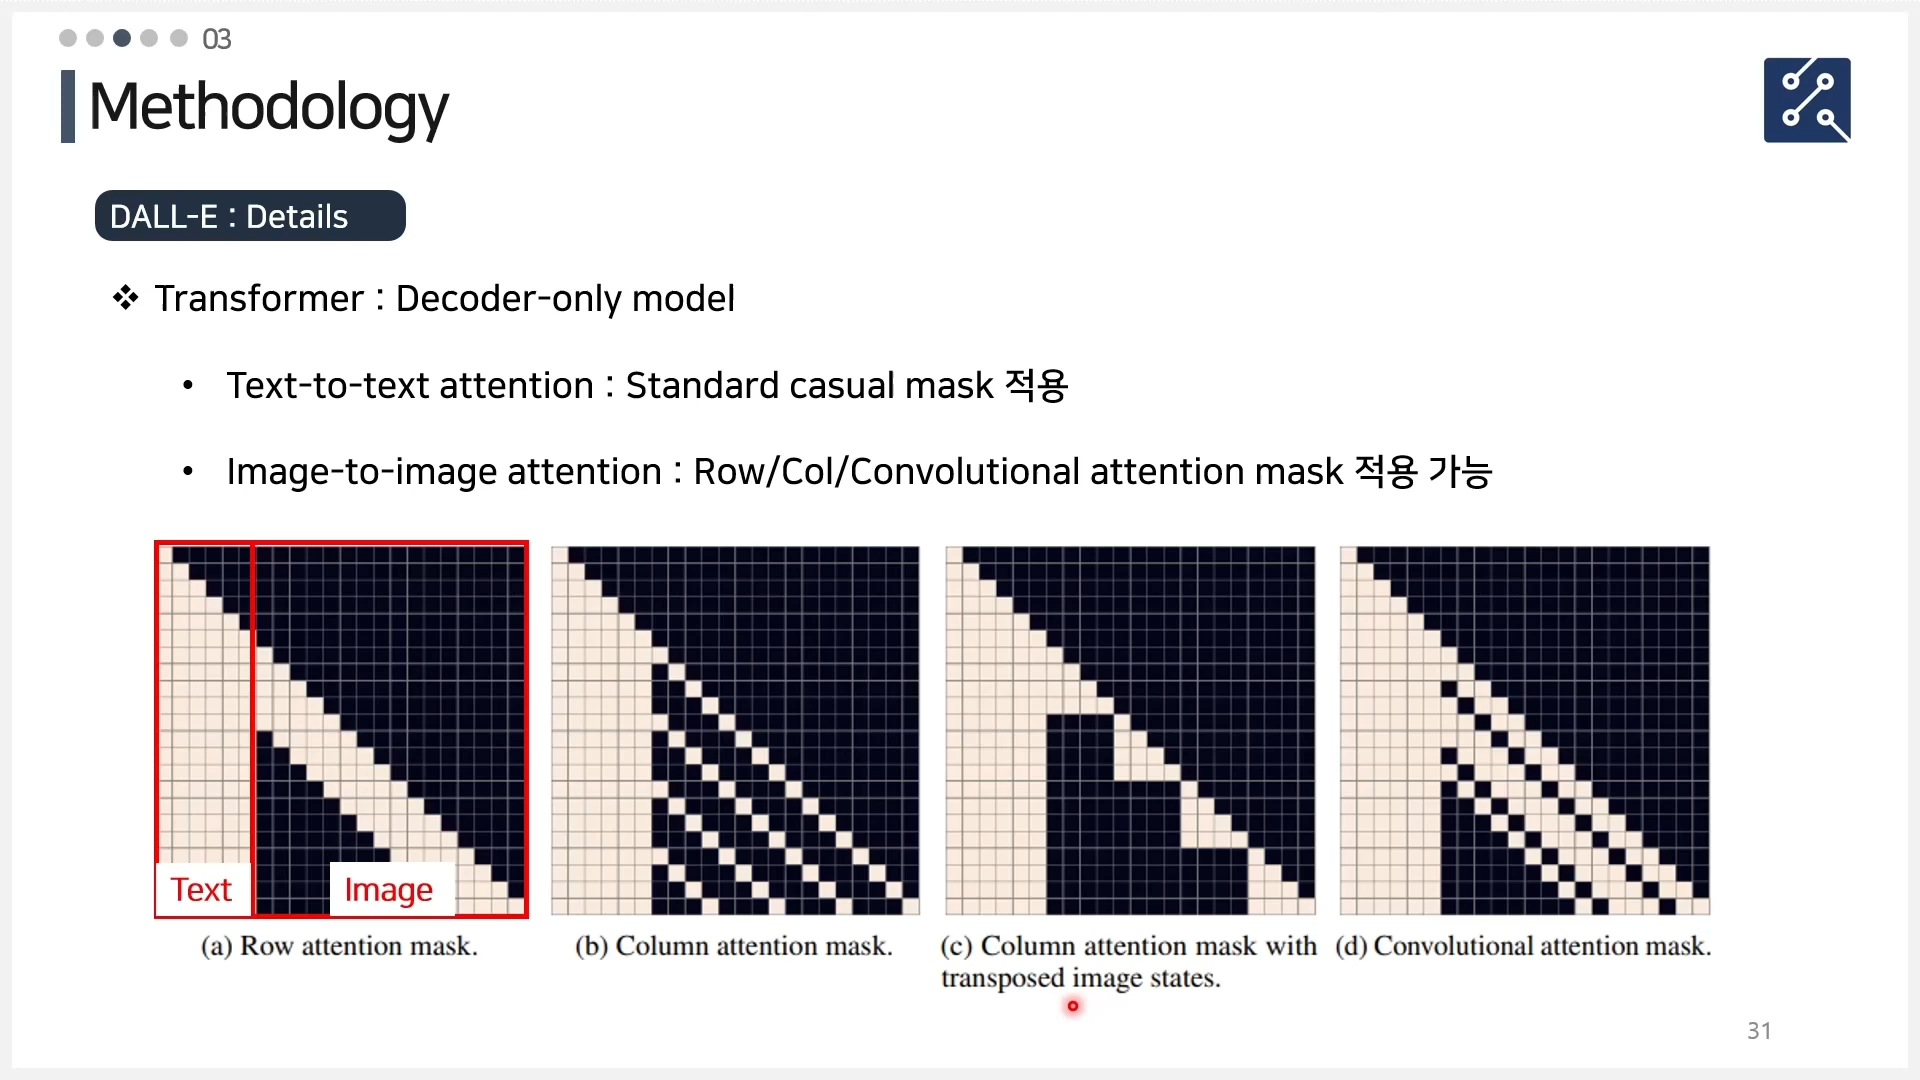 03
Methodology
DALL-E : Details
❖ Transformer : Decoder-only model
• Text-to-text attention : Standard casual mask 적용
• Image-to-image attention : Row/Col/Convolutional attention mask 적용 가능
Text
Image
(a) Row attention mask.
(b) Column attention mask.
(c) Column attention mask with
transposed image states.
(d) Convolutional attention mask.
31